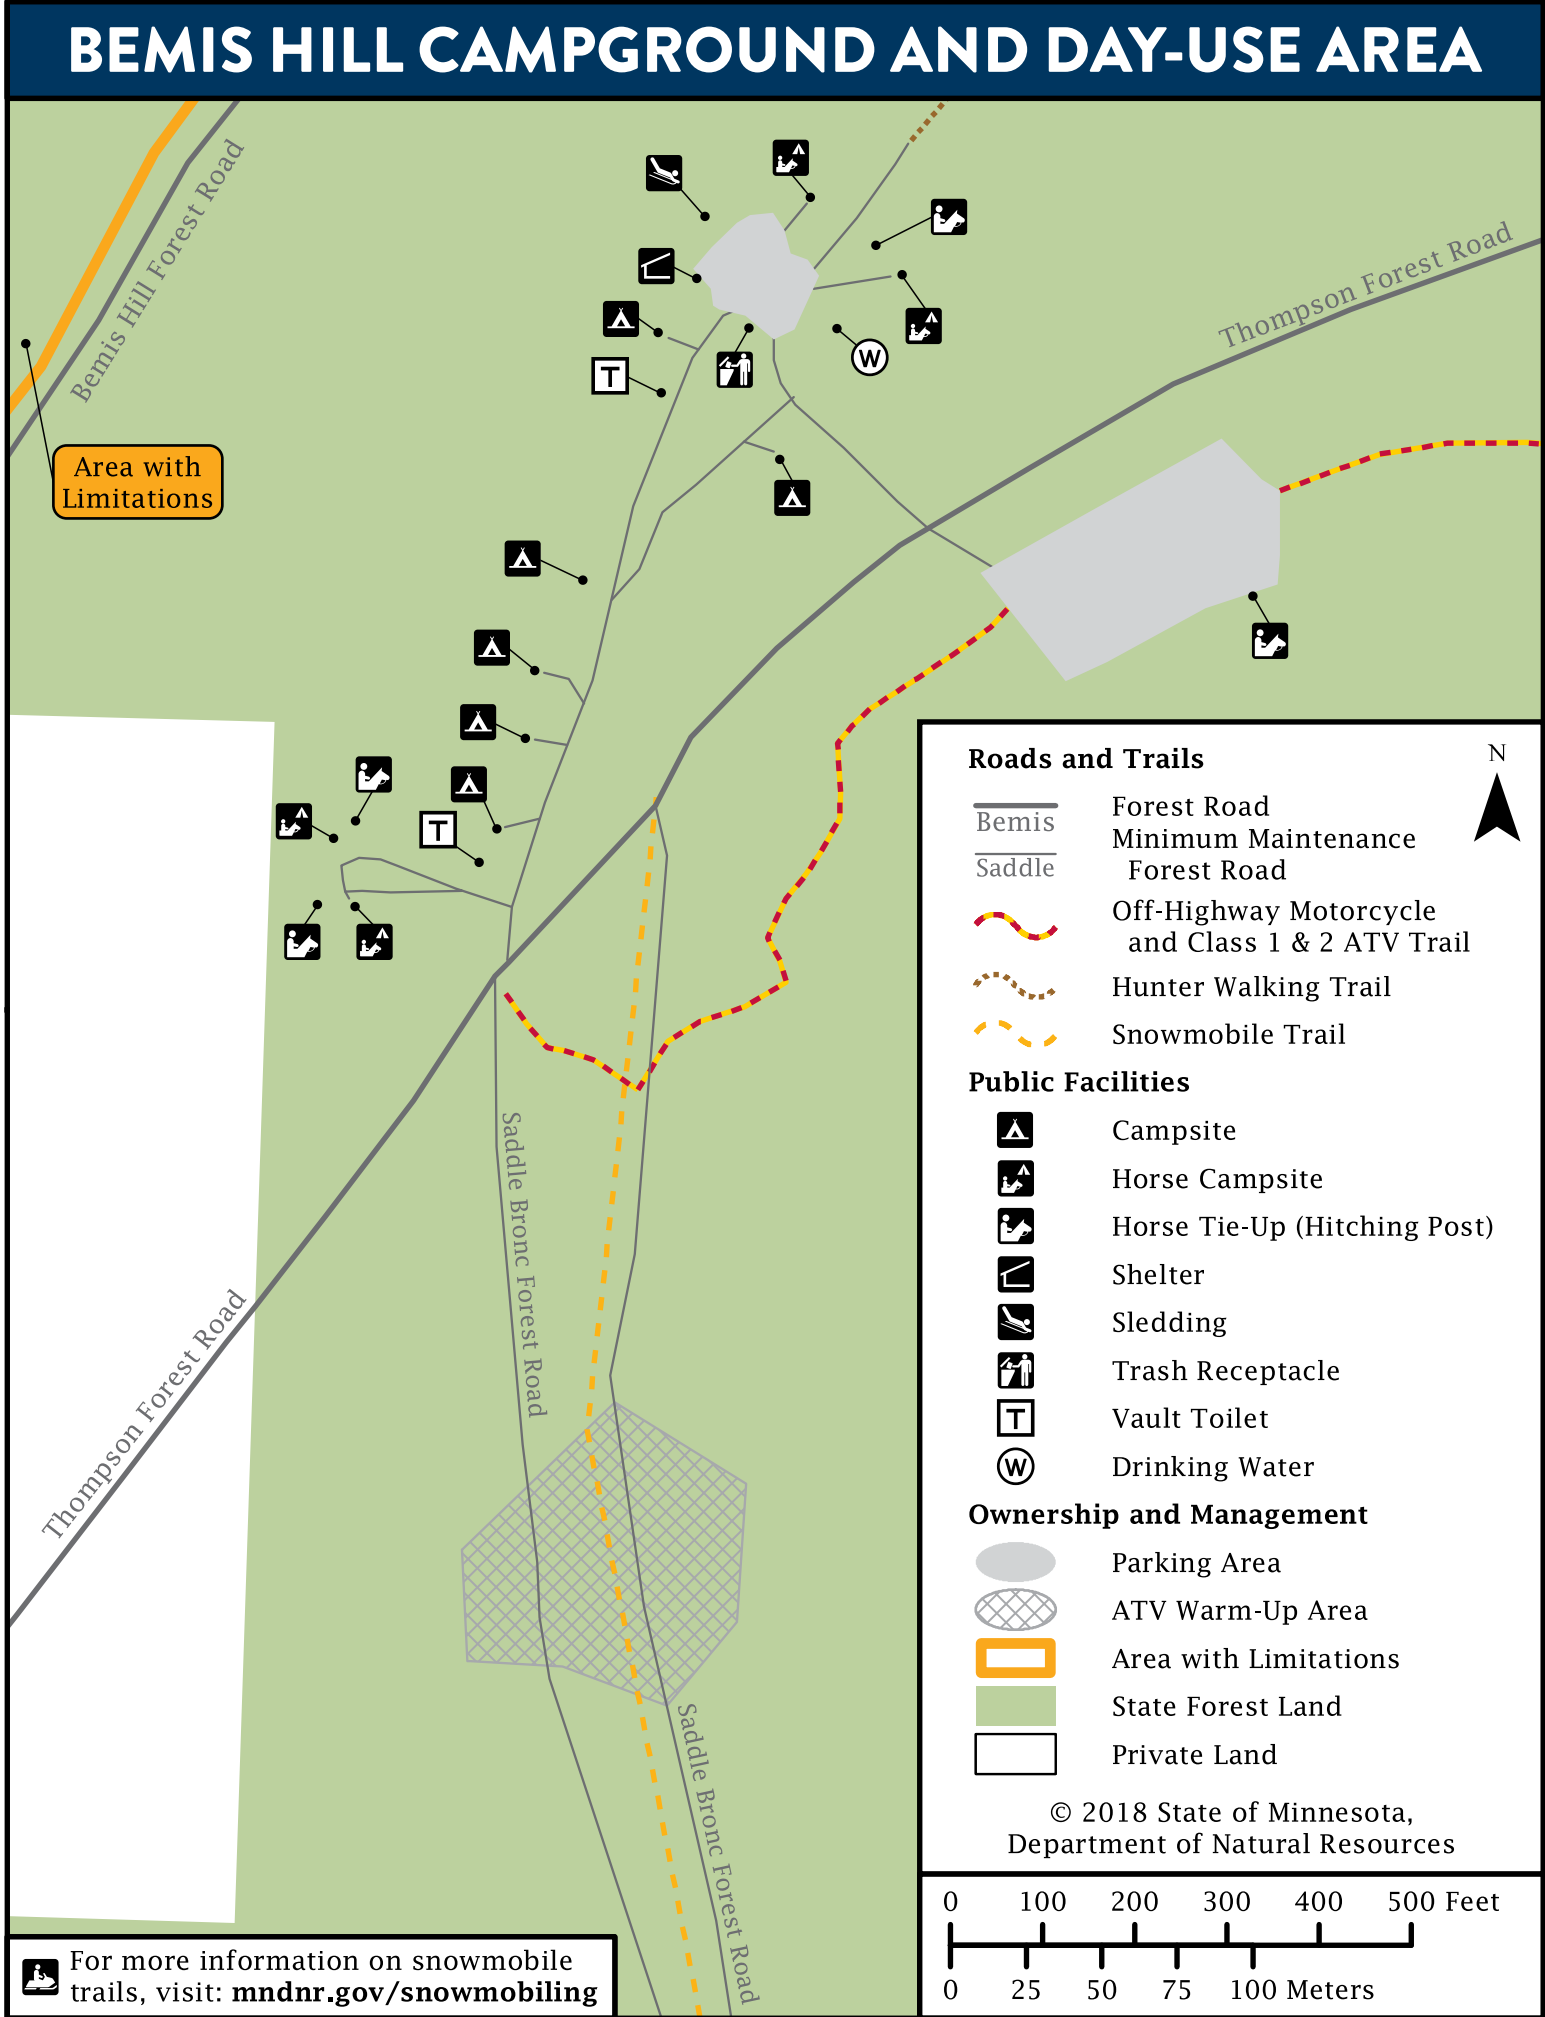 BEMIS HILL CAMPGROUND AND DAY-USE AREA
Bemis Hill Forest Road
Thompson Forest Road
W
T
Area with
Limitations
T
Saddle Bronc Forest Road
Thompson Forest Road
Saddle Bronc Forest Road
Roads and Trails
N
Bemis
Forest Road
Saddle
Minimum Maintenance
Forest Road
Off-Highway Motorcycle
and Class 1 & 2 ATV Trail
Hunter Walking Trail
Snowmobile Trail
Public Facilities
Campsite
Horse Campsite
Horse Tie-Up (Hitching Post)
Shelter
Sledding
Trash Receptacle
T Vault Toilet
W Drinking Water
Ownership and Management
Parking Area
ATV Warm-Up Area
Area with Limitations
State Forest Land
Private Land
© 2018 State of Minnesota,
Department of Natural Resources
0 100 200 300 400 500 Feet
0 25 50 75 100 Meters
For more information on snowmobile
trails, visit: mndnr.gov/snowmobiling